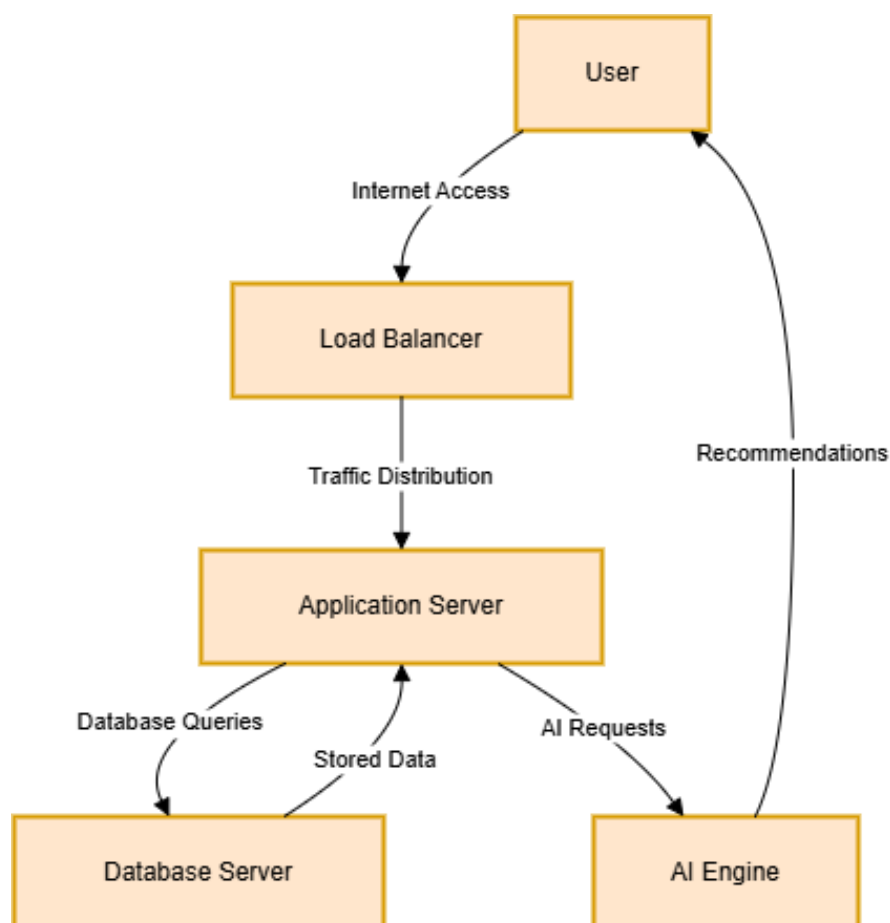 User
Internet Access
Load Balancer
Recommendations
Traffic Distribution
Application Server
Database Queries
AI Requests
Stored Data
Database Server
AI Engine